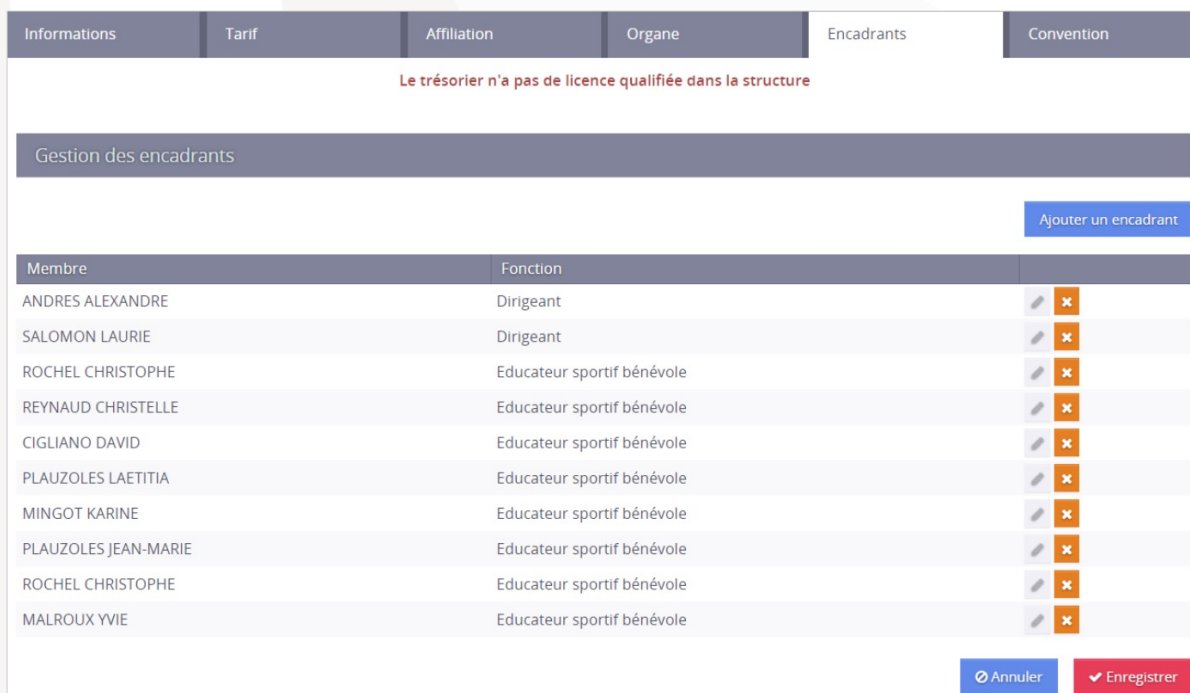 Informations Tarif Affiliation Organe Encadrants Convention
Le trésorier n'a pas de licence qualifiée dans la structure
Gestion des encadrants
Ajouter un encadrant
Membre Fonction
ANDRES ALEXANDRE Dirigeant
SALOMON LAURIE Dirigeant
ROCHEL CHRISTOPHE Educateur sportif bénévole
REYNAUD CHRISTELLE Educateur sportif bénévole
CIGLIANO DAVID Educateur sportif bénévole
PLAUZOLES LAETITIA Educateur sportif bénévole
MINGOT KARINE Educateur sportif bénévole
PLAUZOLES JEAN-MARIE Educateur sportif bénévole
ROCHEL CHRISTOPHE Educateur sportif bénévole
MALROUX YVIE Educateur sportif bénévole
Annuler Enregistrer